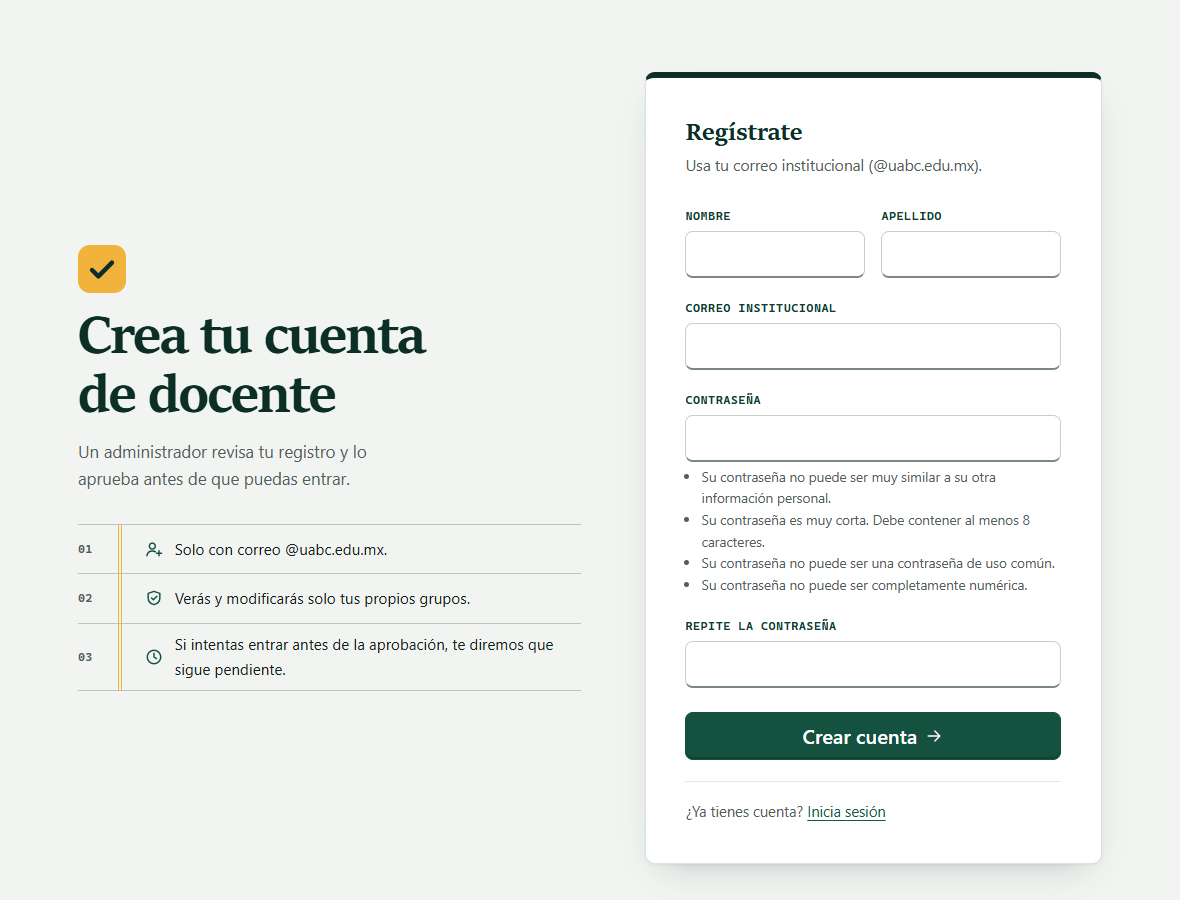 Crea tu cuenta
de docente
Un administrador revisa tu registro y lo
aprueba antes de que puedas entrar.
01 Solo con correo @uabc.edu.mx.
02 Verás y modificarás solo tus propios grupos.
03 Si intentas entrar antes de la aprobación, te diremos que
sigue pendiente.
Regístrate
Usa tu correo institucional (@uabc.edu.mx).
NOMBRE APELLIDO
CORREO INSTITUCIONAL
CONTRASEÑA
• Su contraseña no puede ser muy similar a su otra
información personal.
• Su contraseña es muy corta. Debe contener al menos 8
caracteres.
• Su contraseña no puede ser una contraseña de uso común.
• Su contraseña no puede ser completamente numérica.
REPITE LA CONTRASEÑA
Crear cuenta →
¿Ya tienes cuenta? Inicia sesión